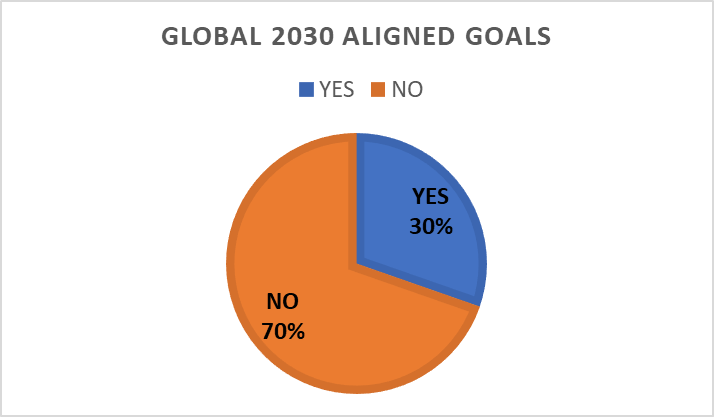 GLOBAL 2030 ALIGNED GOALS
YES NO
YES
30%
NO
70%